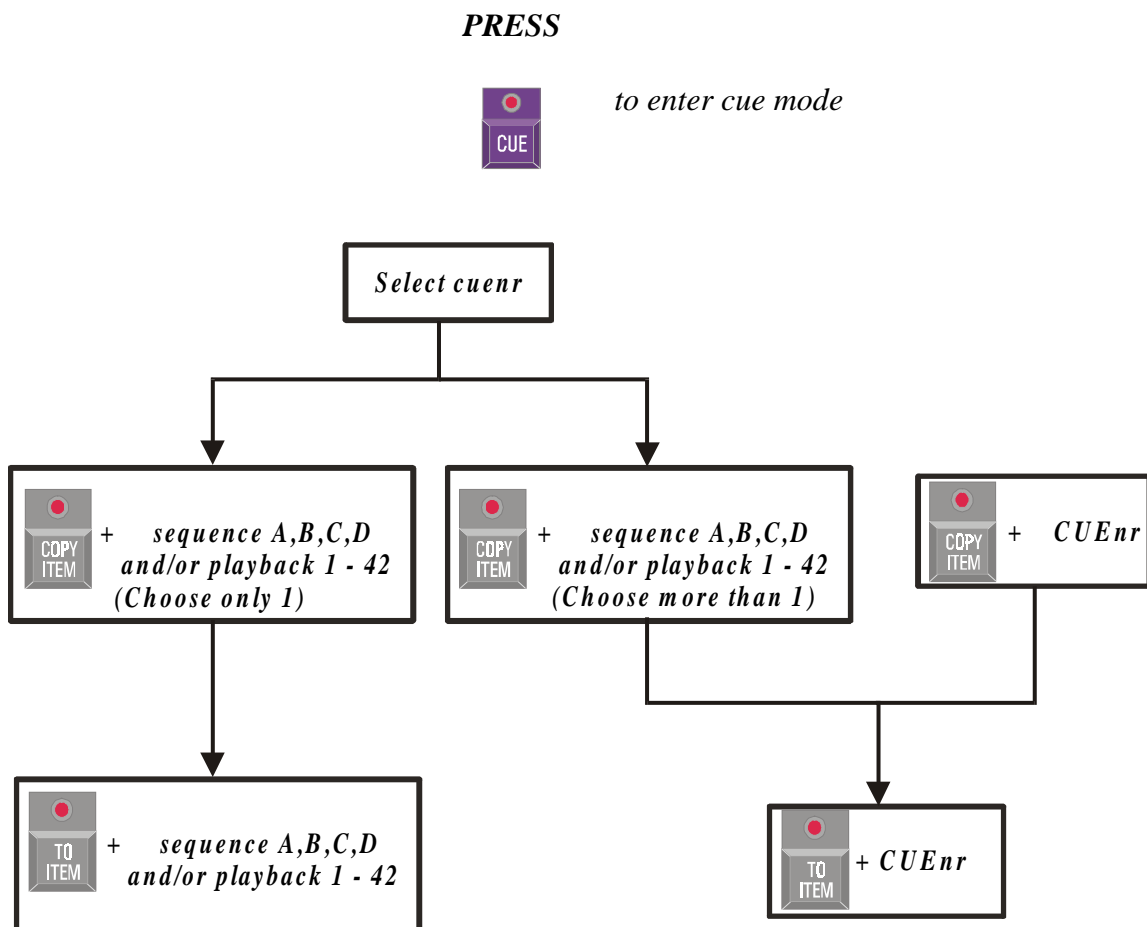 PRESS
to enter cue mode
CUE
Select cuenr
COPY
ITEM
+ sequence A,B,C,D
and/or playback 1 - 42
(Choose only 1)
COPY
ITEM
+ sequence A,B,C,D
and/or playback 1 - 42
(Choose more than 1)
COPY
ITEM
+ CUEnr
TO
ITEM
+ sequence A,B,C,D
and/or playback 1 - 42
TO
ITEM
+ CUEnr